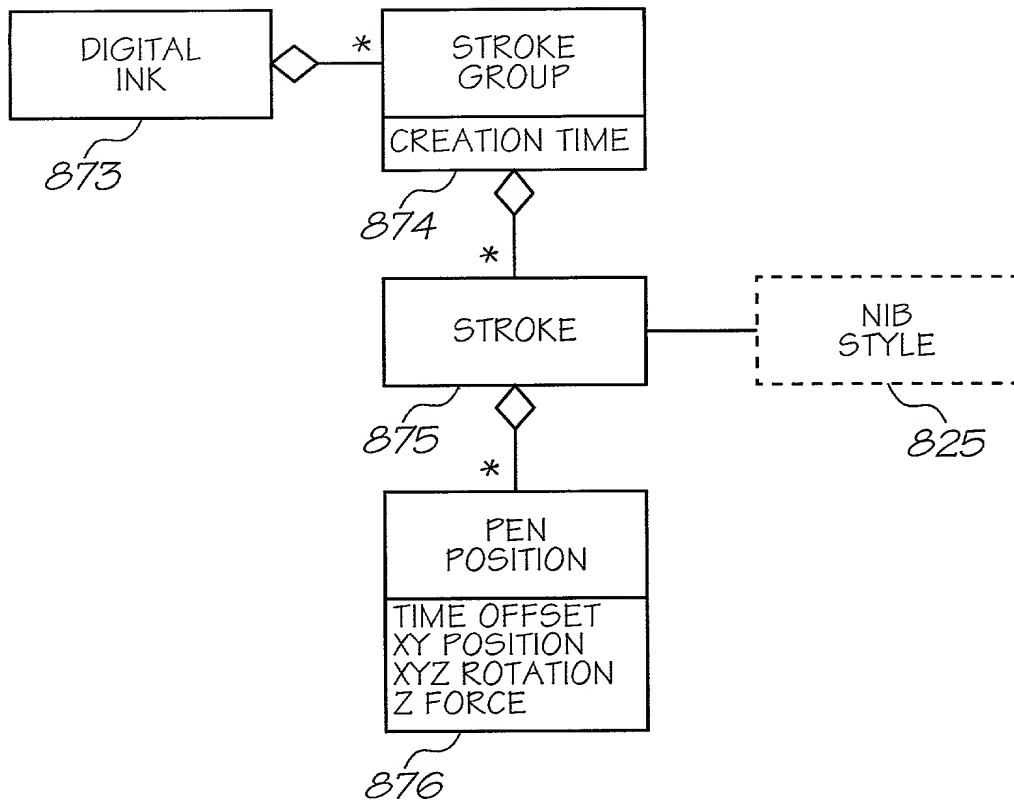 DIGITAL
INK
873
*
STROKE
GROUP
CREATION TIME
874
*
STROKE
875
NIB
STYLE
825
*
PEN
POSITION
TIME OFFSET
XY POSITION
XYZ ROTATION
Z FORCE
876